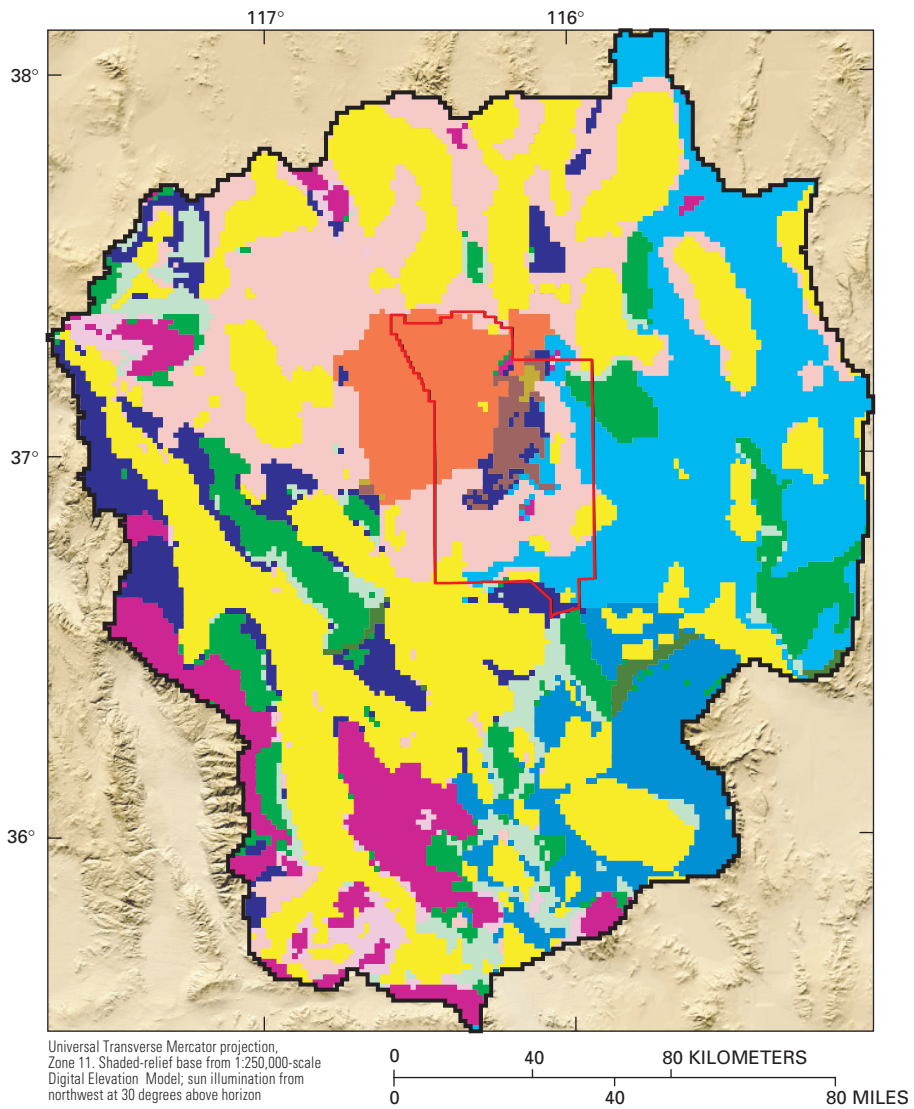 117° 116°
38°
37°
36°
Universal Transverse Mercator projection,
Zone 11. Shaded-relief base from 1:250,000-scale
Digital Elevation Model; sun illumination from
northwest at 30 degrees above horizon
0 40 80 KILOMETERS
0 40 80 MILES